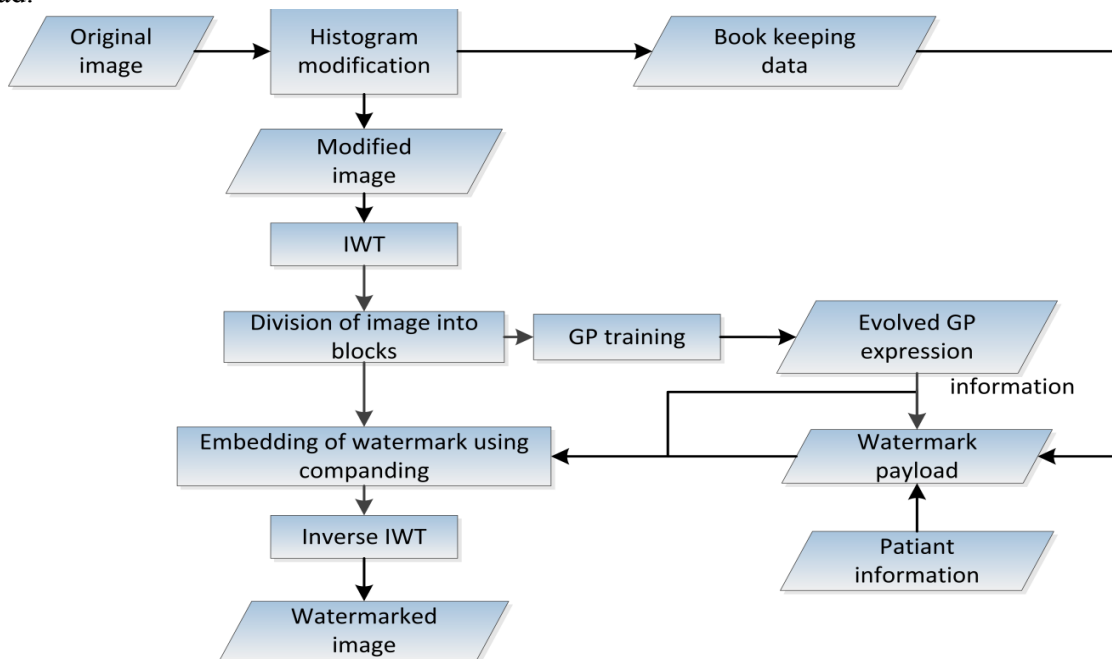 ad.
Original
image
Histogram
modification
Book keeping
data
Modified
image
IWT
Division of image into
blocks
GP training
Evolved GP
expression
information
Embedding of watermark using
companding
Watermark
payload
Inverse IWT
Patiant
information
Watermarked
image